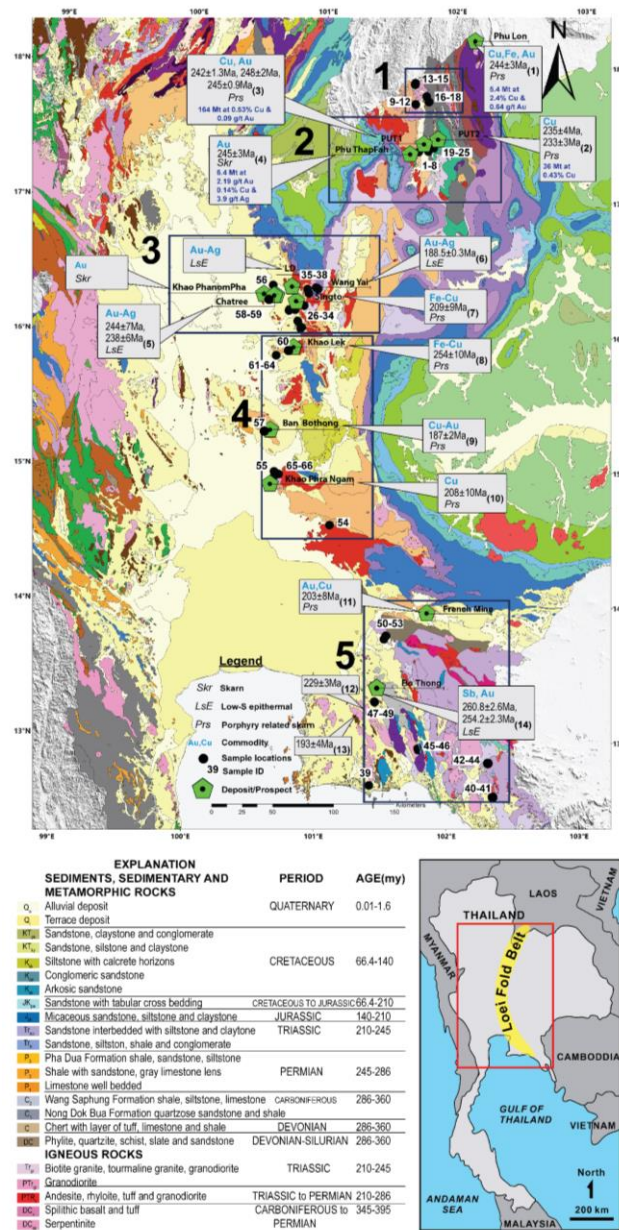 99°E
100°E
101°E
102°E
103°E
18°N
17°N
16°N
15°N
14°N
13°N
99°E
100°E
101°E
102°E
103°E
N
Phu Lon
Cu,Fe, Au
244±3Ma (1)
Prs
5.4 Mt at
2.4% Cu &
0.64 g/t Au
Cu, Au
242±1.3Ma, 248±2Ma,
245±0.9Ma
(3)
Prs
164 Mt at 0.53% Cu &
0.09 g/t Au
1
13-15
9-12
16-18
2
PUT1
PUT2
19-25
1-8
Phu ThapFah
Cu
235±4Ma,
233±3Ma (2)
Prs
36 Mt at
0.43% Cu
Au
245±3Ma (4)
Skr
6.4 Mt at
2.19 g/t Au
0.14% Cu &
3.9 g/t Ag
3
Au-Ag
LsE
Au
Skr
Khao PhanomPha
Chatree
56
35-38
Wang Yai
Singto
58-59
26-34
Au-Ag
188.5±0.3Ma (6)
LsE
Fe-Cu
209±9Ma (7)
Prs
Au-Ag
244±7Ma,
238±6Ma
(5)
LsE
60
Khao Lek
61-64
Fe-Cu
254±10Ma (8)
Prs
4
57
Ban Bothong
Cu-Au
187±2Ma (9)
Prs
55
65-66
Khao Phra Ngam
Cu
208±10Ma (10)
Prs
54
Au,Cu
203±8Ma (11)
Prs
French Mine
50-53
5
229±3Ma (12)
47-49
Sb, Au
260.8±2.6Ma,
254.2±2.3Ma (14)
LsE
193±4Ma (13)
45-46
42-44
39
40-41
Legend
Skr Skarn
LsE Low-S epithermal
Prs Porphyry related skarn
Au,Cu Commodity
Sample locations
39 Sample ID
Deposit/Prospect
0 25 50 100 150
Kilometers
EXPLANATION
SEDIMENTS, SEDIMENTARY AND METAMORPHIC ROCKS PERIOD AGE(my)
Alluvial deposit QUATERNARY 0.01-1.6
Terrace deposit
Sandstone, claystone and conglomerate
Sandstone, silstone and claystone
Siltstone with calcrete horizons CRETACEOUS 66.4-140
Conglomeric sandstone
Arkosic sandstone
Sandstone with tabular cross bedding CRETACEOUS TO JURASSIC 66.4-210
Micaceous sandstone, siltstone and claystone JURASSIC 140-210
Sandstone interbedded with siltstone and claytone TRIASSIC 210-245
Sandstone, siltston, shale and conglomerate
Pha Dua Formation shale, sandstone, siltstone
Shale with sandstone, gray limestone lens PERMIAN 245-286
Limestone well bedded
Wang Saphung Formation shale, siltstone, limestone CARBONIFEROUS 286-360
Nong Dok Bua Formation quartzose sandstone and shale
Chert with layer of tuff, limestone and shale DEVONIAN 286-360
Phylite, quartzite, schist, slate and sandstone DEVONIAN-SILURIAN 286-360
IGNEOUS ROCKS
Biotite granite, tourmaline granite, granodiorite TRIASSIC 210-245
Granodiorite
Andesite, rhyloite, tuff and granodiorite TRIASSIC TO PERMIAN 210-286
Spilithic basalt and tuff CARBONIFEROUS to PERMIAN 345-395
Serpentinite
LAOS
VIETNAM
THAILAND
MYANMAR
Loei Fold Belt
CAMBODDIA
GULF OF
THAILAND
VIETNAM
ANDAMAN
SEA
MALAYSIA
North
200 km